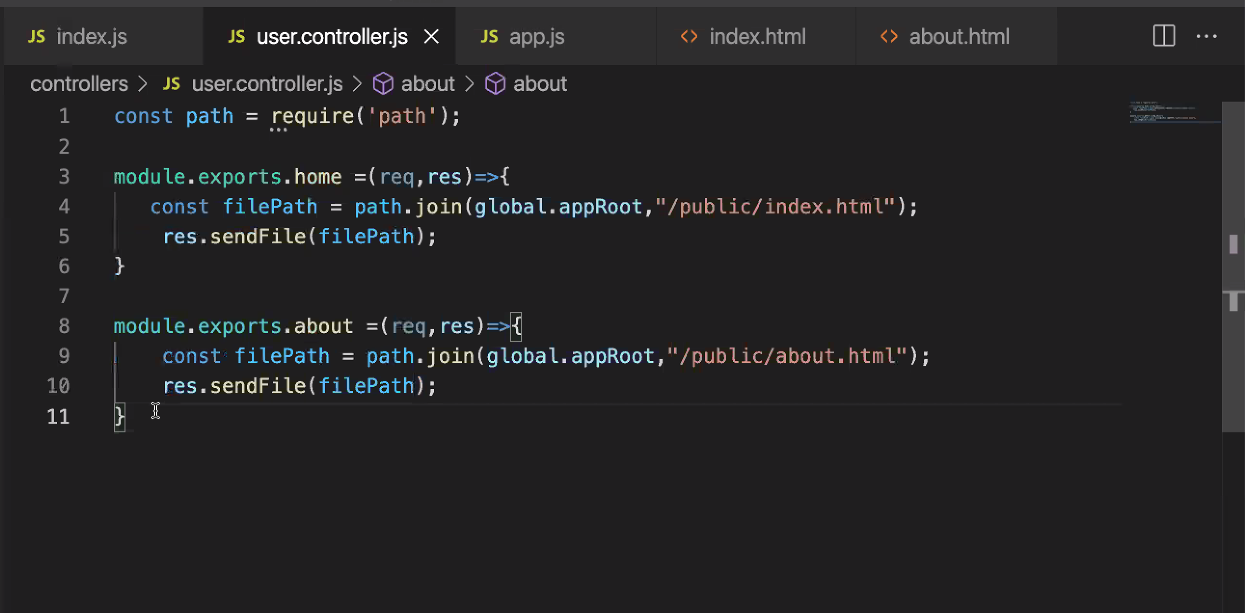 JS index.js JS user.controller.js × JS app.js <> index.html <> about.html ...
controllers > JS user.controller.js > about > about
1 const path = require('path');
2
3 module.exports.home =(req,res)=>{
4 const filePath = path.join(global.appRoot,"/public/index.html");
5 res.sendFile(filePath);
6 }
7
8 module.exports.about =(req,res)=>{
9 const filePath = path.join(global.appRoot,"/public/about.html");
10 res.sendFile(filePath);
11 }